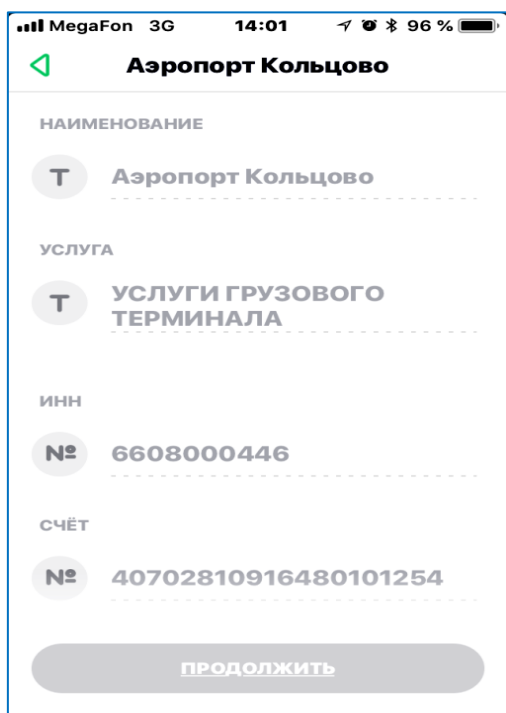 MegaFon 3G 14:01 96 %
Аэропорт Кольцово
НАИМЕНОВАНИЕ
Т Аэропорт Кольцово
УСЛУГА
Т УСЛУГИ ГРУЗОВОГО
ТЕРМИНАЛА
ИНН
№ 6608000446
СЧЁТ
№ 40702810916480101254
ПРОДОЛЖИТЬ